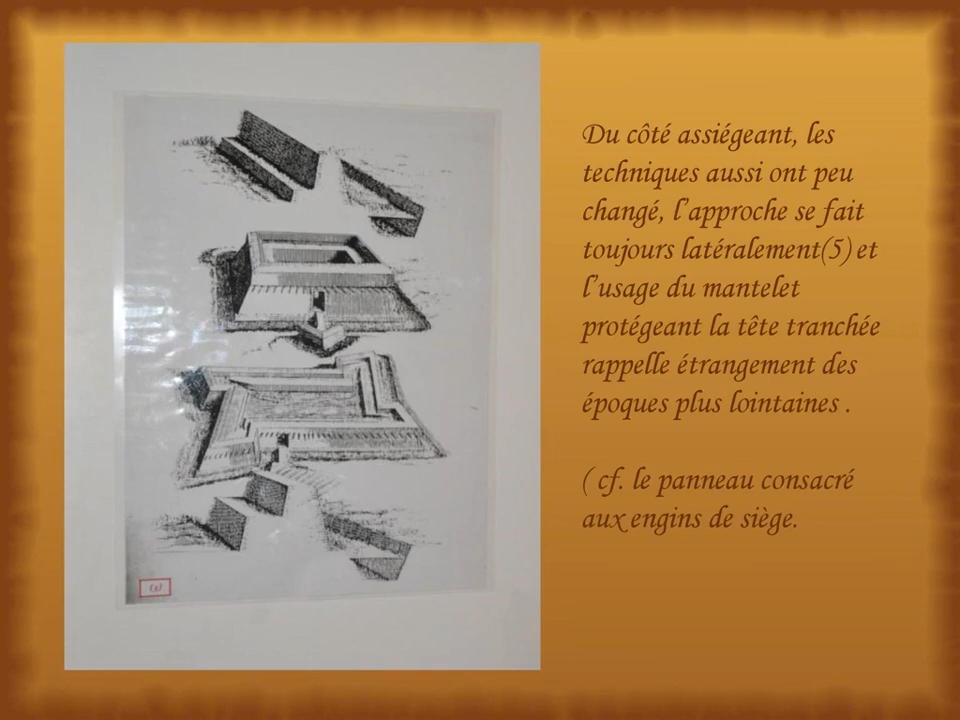 Du côté assiégeant, les
techniques aussi ont peu
changé, l'approche se fait
toujours latéralement(5) et
l'usage du mantelet
protégeant la tête tranchée
rappelle étrangement des
époques plus lointaines .
( cf. le panneau consacré
aux engins de siège.